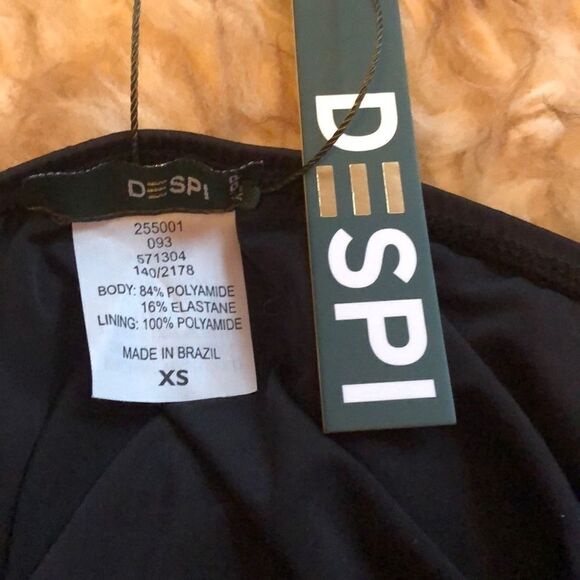 DESPI
255001
093
571304
140/2178
BODY: 84% POLYAMIDE
16% ELASTANE
LINING: 100% POLYAMIDE
MADE IN BRAZIL
XS
DESPI